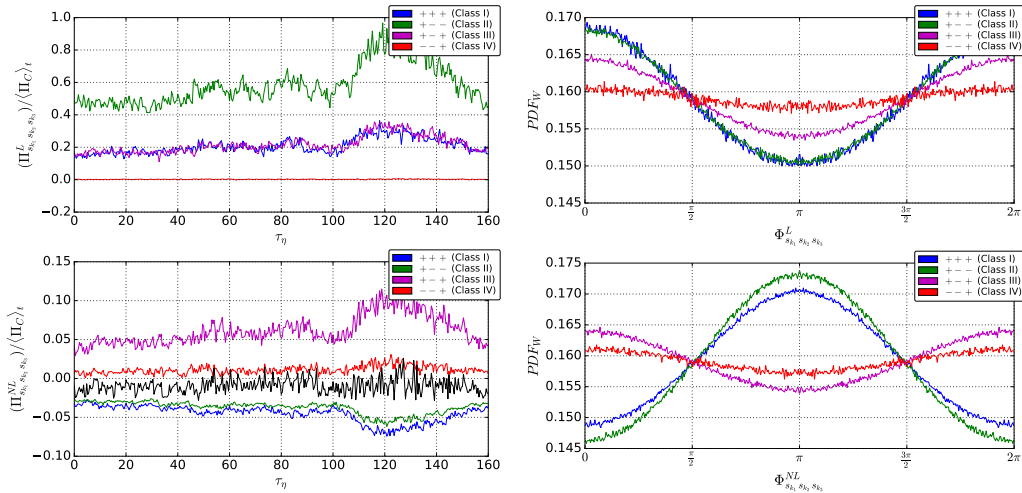 1.0
0.8
0.6
0.4
0.2
0.0
−0.2
0 20 40 60 80 100 120 140 160
τ_η
⟨Π^L_{s_{k_1} s_{k_2} s_{k_3}}⟩/⟨Π_C⟩_t
+++ (Class I)
+−− (Class II)
+−+ (Class III)
−−+ (Class IV)
0.170
0.165
0.160
0.155
0.150
0.145
0 π/2 π 3π/2 2π
Φ^L_{s_{k_1} s_{k_2} s_{k_3}}
PDF_W
+++ (Class I)
+−− (Class II)
+−+ (Class III)
−−+ (Class IV)
0.15
0.10
0.05
0.00
−0.05
−0.10
0 20 40 60 80 100 120 140 160
τ_η
⟨Π^{NL}_{s_{k_1} s_{k_2} s_{k_3}}⟩/⟨Π_C⟩_t
+++ (Class I)
+−− (Class II)
+−+ (Class III)
−−+ (Class IV)
0.175
0.170
0.165
0.160
0.155
0.150
0.145
0 π/2 π 3π/2 2π
Φ^{NL}_{s_{k_1} s_{k_2} s_{k_3}}
PDF_W
+++ (Class I)
+−− (Class II)
+−+ (Class III)
−−+ (Class IV)